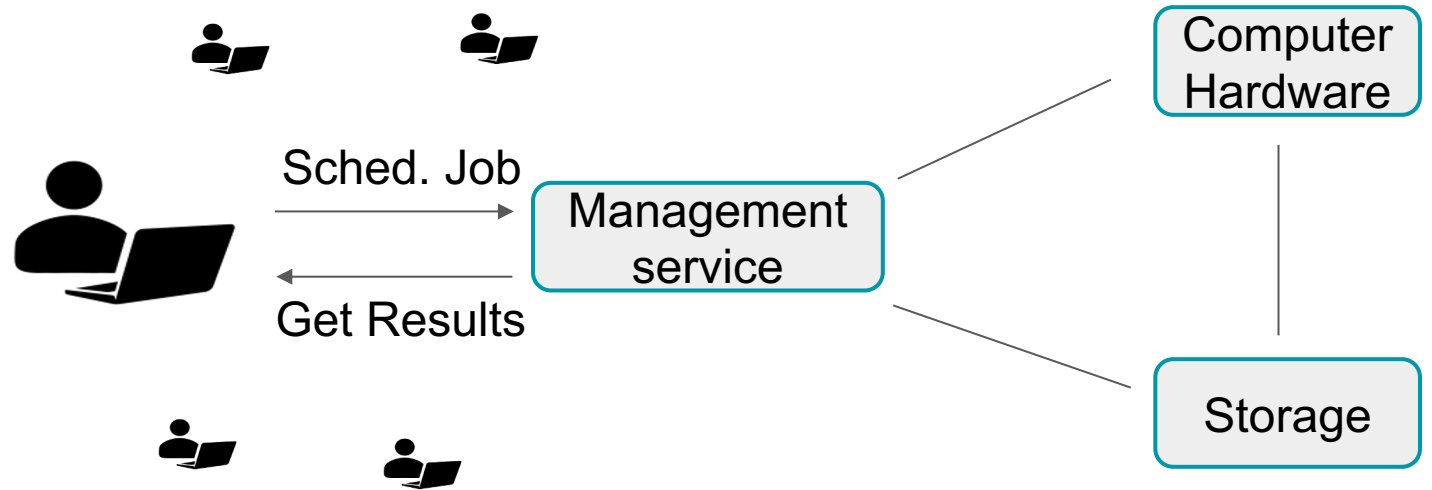 Sched. Job
Get Results
Management
service
Computer
Hardware
Storage